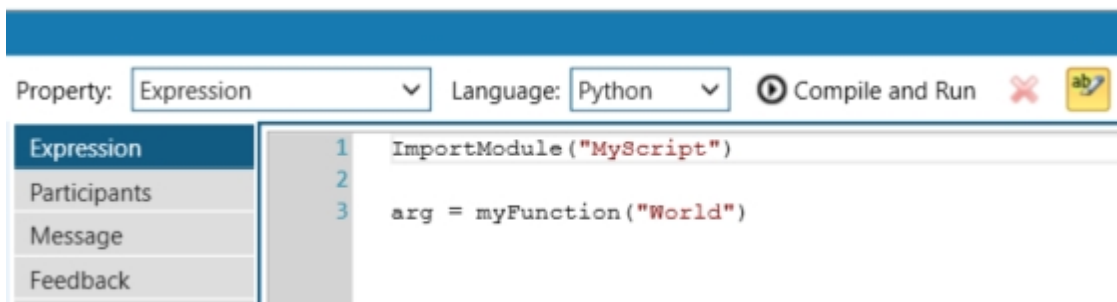 Property: Expression Language: Python Compile and Run ab
Expression
Participants
Message
Feedback
1 ImportModule("MyScript")
2
3 arg = myFunction("World")